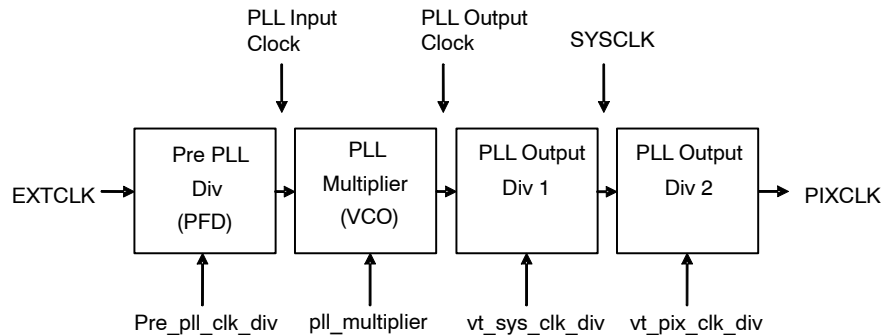 PLL Input
Clock
PLL Output
Clock
SYSCLK
EXTCLK
Pre PLL
Div
(PFD)
PLL
Multiplier
(VCO)
PLL Output
Div 1
PLL Output
Div 2
PIXCLK
Pre_pll_clk_div
pll_multiplier
vt_sys_clk_div
vt_pix_clk_div